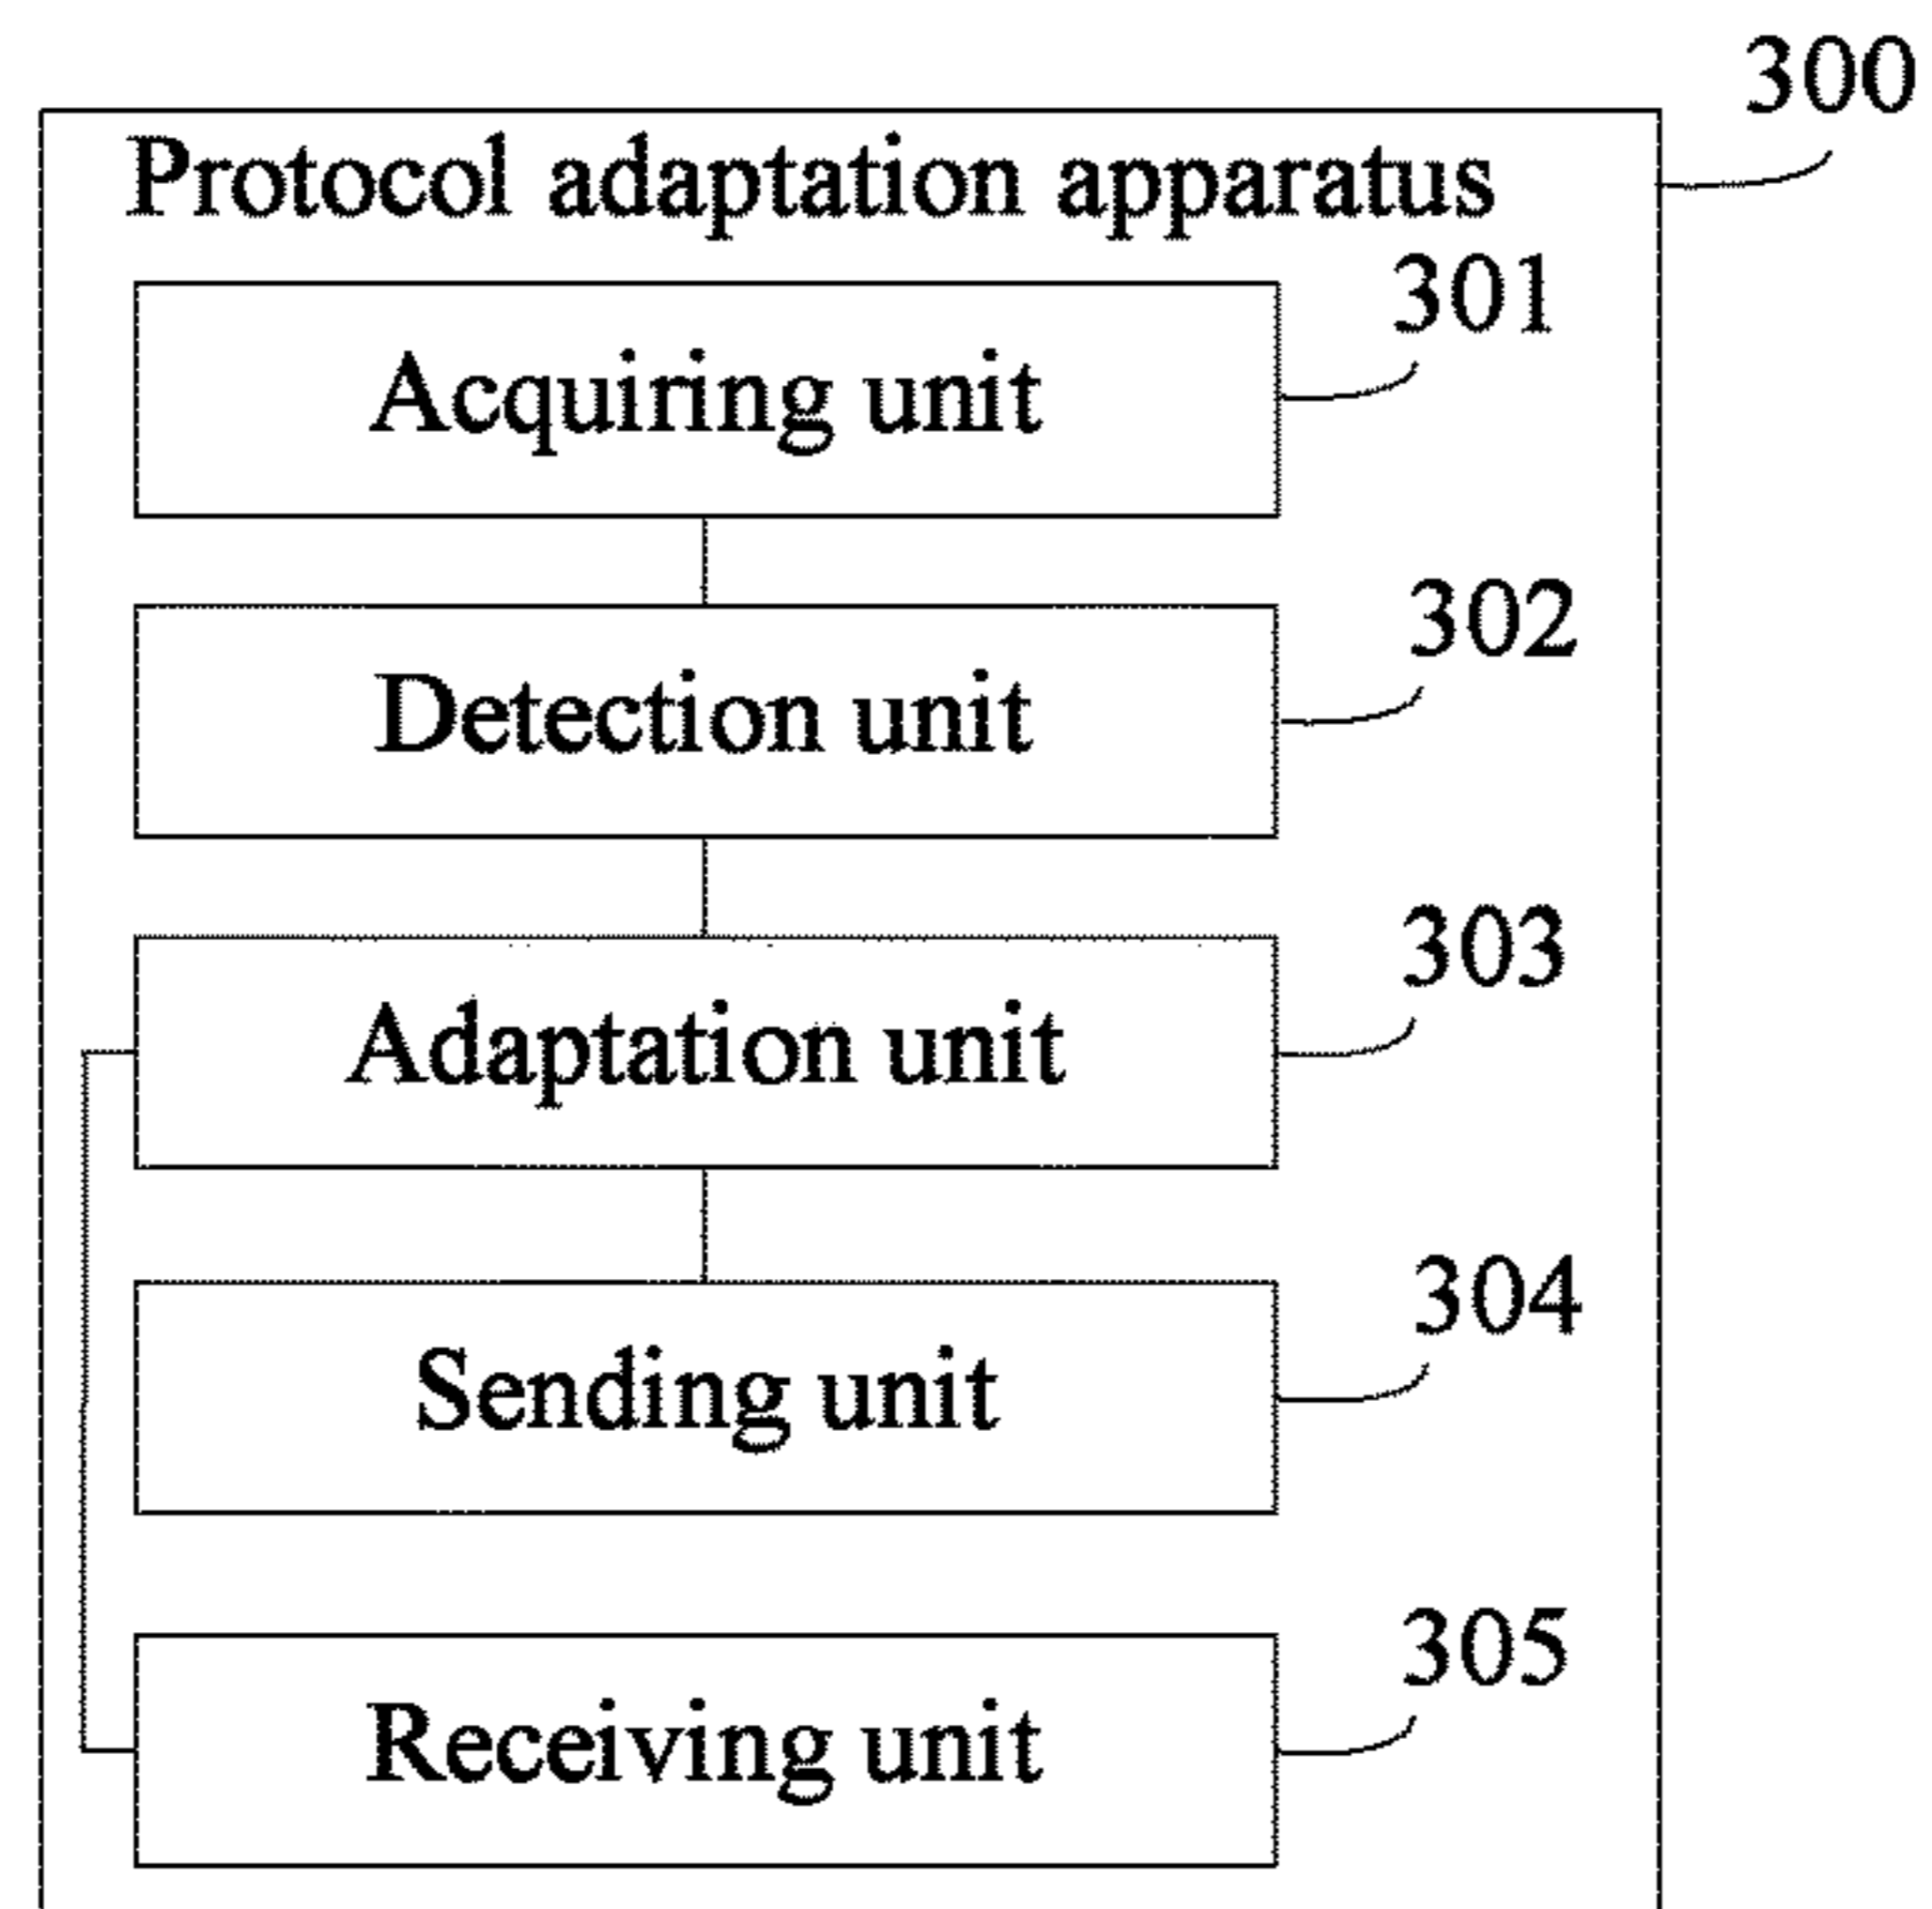 300
Protocol adaptation apparatus
301
Acquiring unit
302
Detection unit
303
Adaptation unit
304
Sending unit
305
Receiving unit